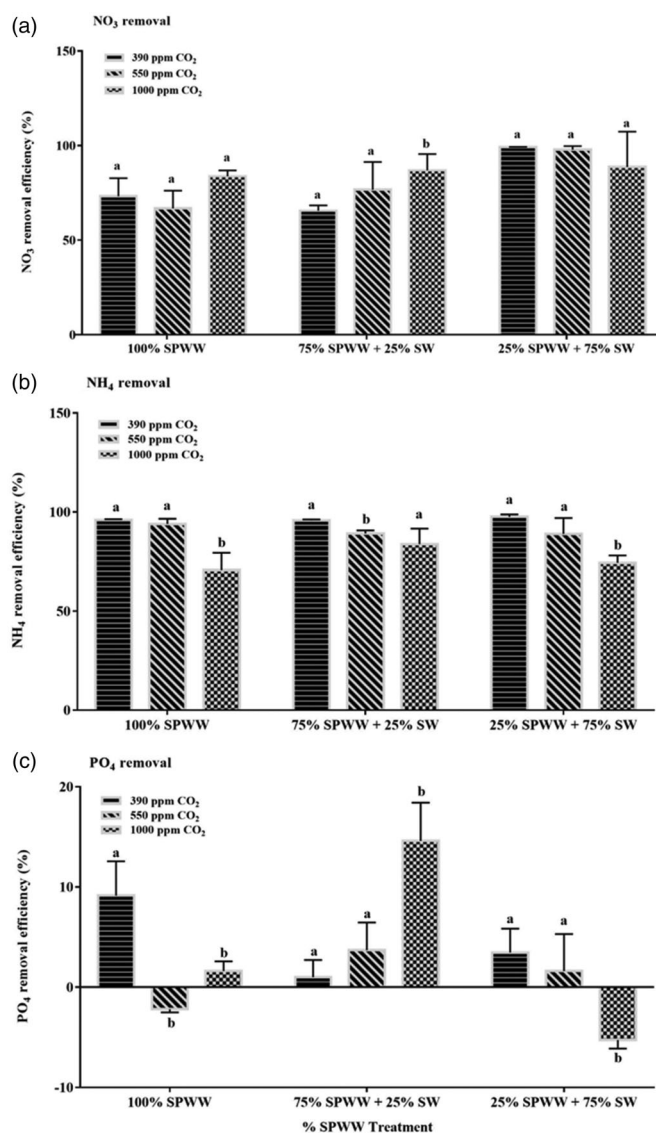 (a)
NO₃ removal
150
390 ppm CO₂
550 ppm CO₂
1000 ppm CO₂
a a a a a b a a a
100
50
0
NO₃ removal efficiency (%)
100% SPWW 75% SPWW + 25% SW 25% SPWW + 75% SW
(b)
NH₄ removal
150
390 ppm CO₂
550 ppm CO₂
1000 ppm CO₂
a a b a b a a a b
100
50
0
NH₄ removal efficiency (%)
100% SPWW 75% SPWW + 25% SW 25% SPWW + 75% SW
(c)
PO₄ removal
20
390 ppm CO₂
550 ppm CO₂
1000 ppm CO₂
a b b a a b a a b
10
0
-10
PO₄ removal efficiency (%)
100% SPWW 75% SPWW + 25% SW 25% SPWW + 75% SW
% SPWW Treatment